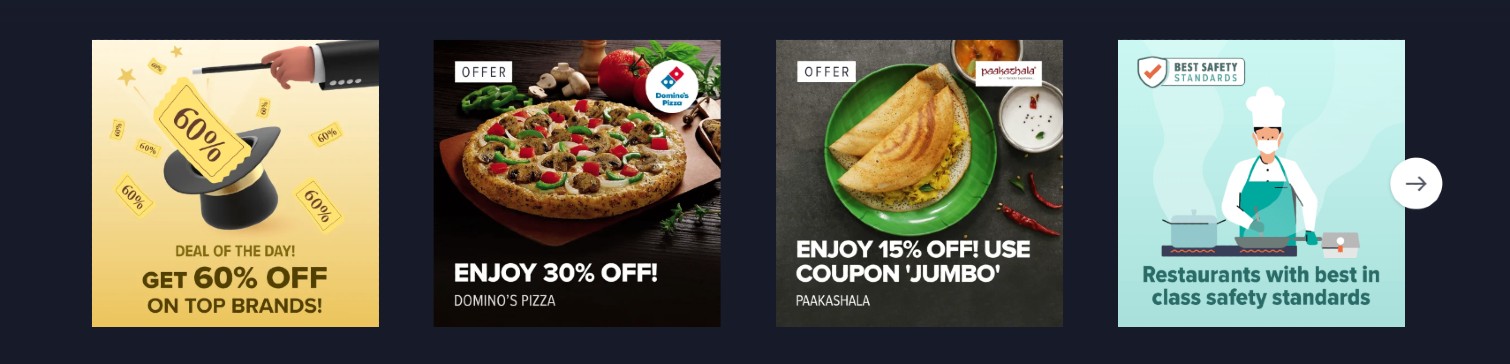 60%
60%
60%
60%
60%
60%
60%
60%
DEAL OF THE DAY!
GET 60% OFF
ON TOP BRANDS!
OFFER
Domino's
Pizza
ENJOY 30% OFF!
DOMINO'S PIZZA
OFFER
paakashala
ENJOY 15% OFF! USE
COUPON 'JUMBO'
PAAKASHALA
BEST SAFETY
STANDARDS
Restaurants with best in
class safety standards